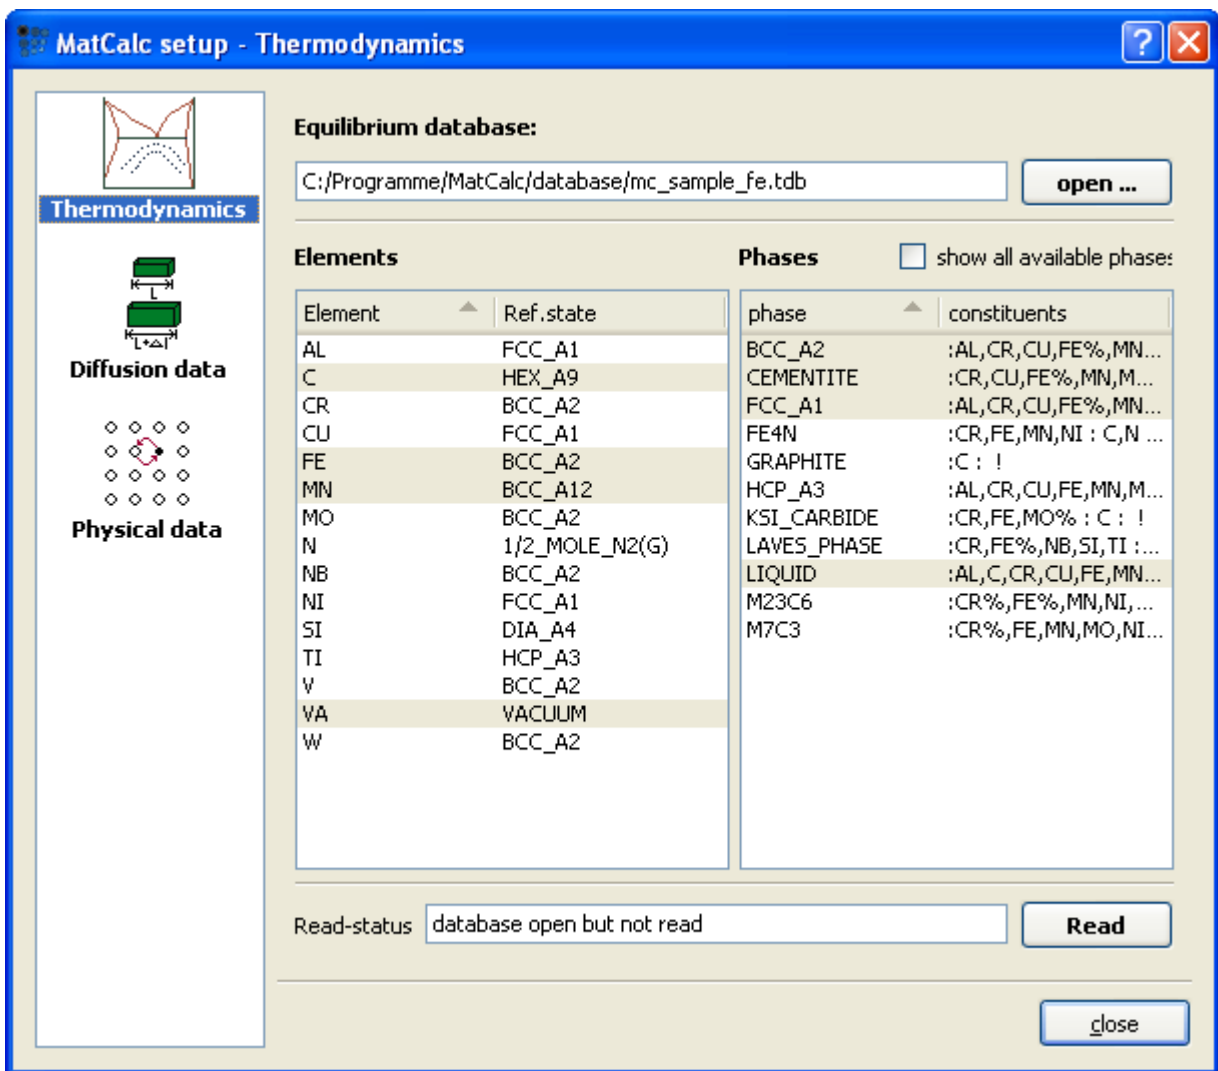 MatCalc setup - Thermodynamics
Thermodynamics
L
L+△l
Diffusion data
Physical data
Equilibrium database:
C:/Programme/MatCalc/database/mc_sample_fe.tdb open ...
Elements
Element Ref.state
AL FCC_A1
C HEX_A9
CR BCC_A2
CU FCC_A1
FE BCC_A2
MN BCC_A12
MO BCC_A2
N 1/2_MOLE_N2(G)
NB BCC_A2
NI FCC_A1
SI DIA_A4
TI HCP_A3
V BCC_A2
VA VACUUM
W BCC_A2
Phases show all available phases
phase constituents
BCC_A2 :AL,CR,CU,FE%,MN...
CEMENTITE :CR,CU,FE%,MN,M...
FCC_A1 :AL,CR,CU,FE%,MN...
FE4N :CR,FE,MN,NI : C,N ...
GRAPHITE :C : !
HCP_A3 :AL,CR,CU,FE,MN,M...
KSI_CARBIDE :CR,FE,MO% : C : !
LAVES_PHASE :CR,FE%,NB,SI,TI :...
LIQUID :AL,C,CR,CU,FE,MN...
M23C6 :CR%,FE%,MN,NI,...
M7C3 :CR%,FE,MN,MO,NI...
Read-status database open but not read Read
close